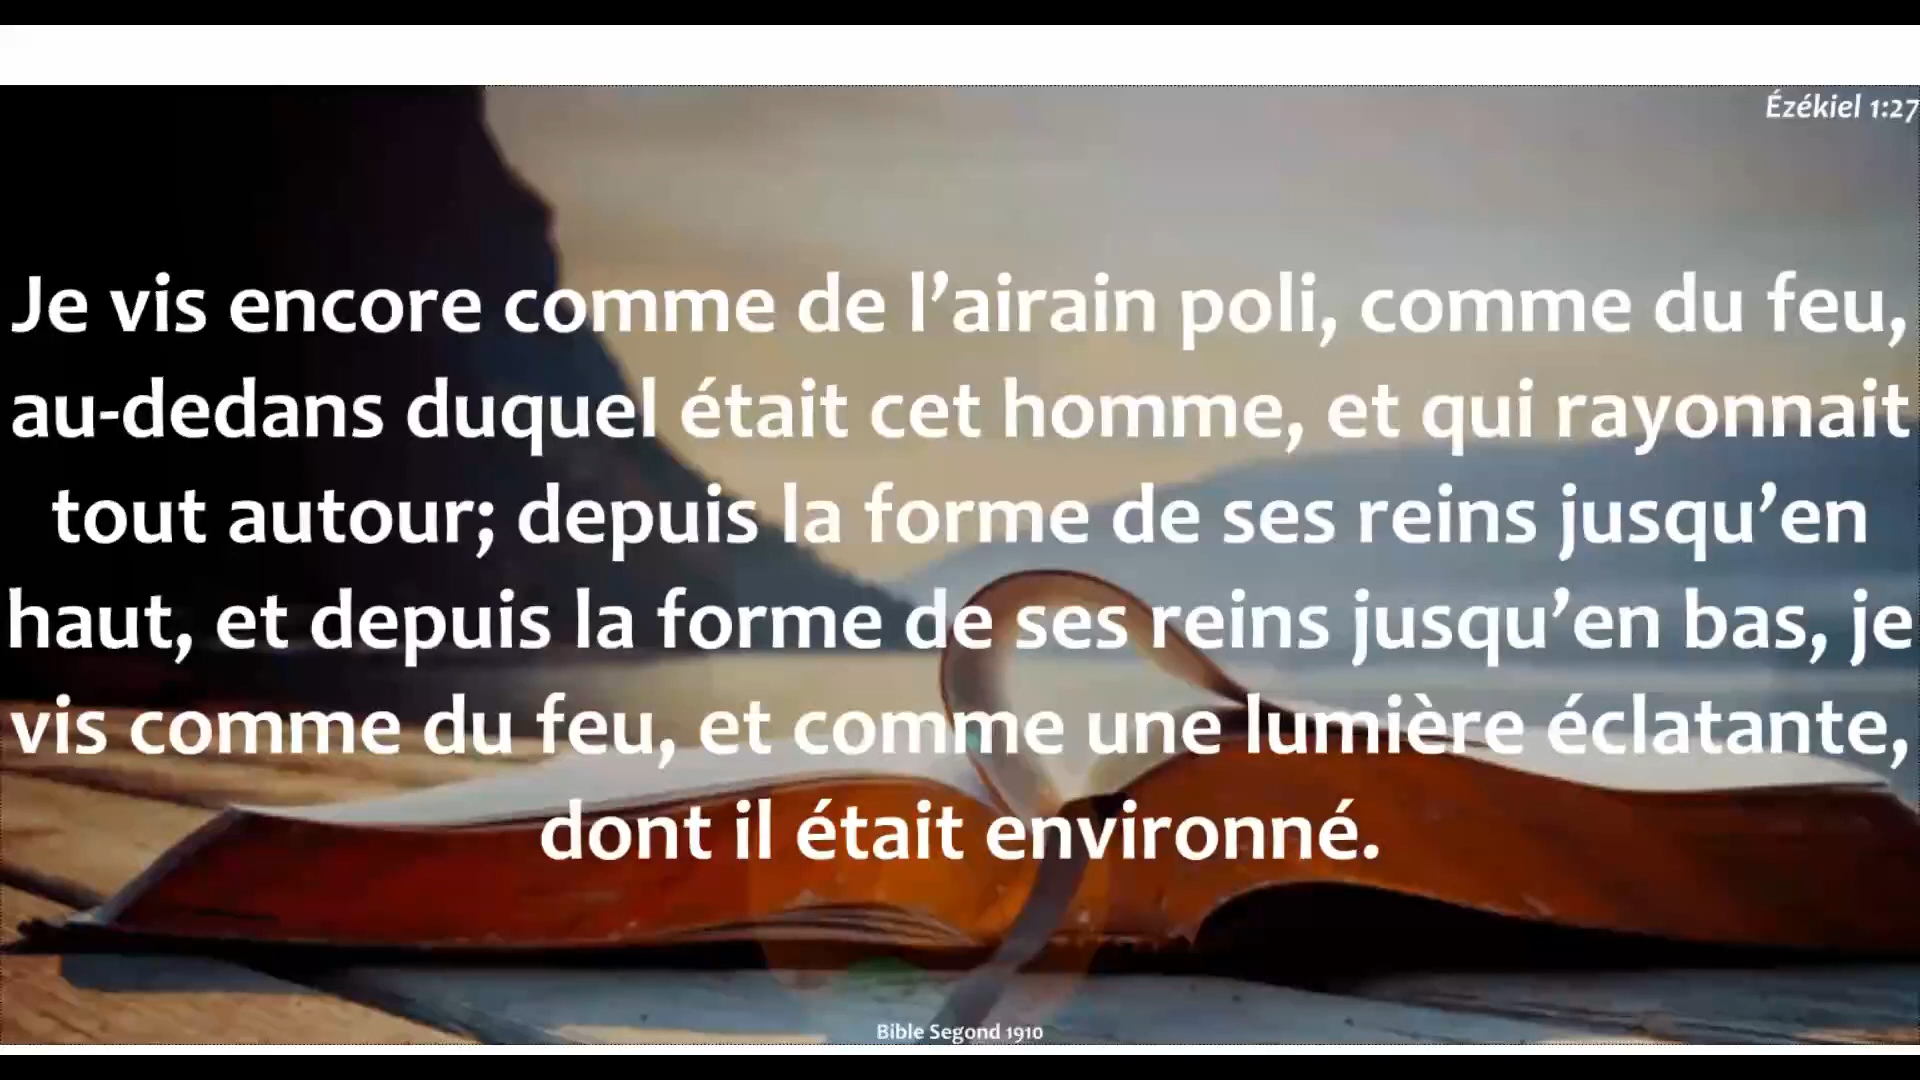 Ézékiel 1:27
Je vis encore comme de l’airain poli, comme du feu,
au-dedans duquel était cet homme, et qui rayonnait
tout autour; depuis la forme de ses reins jusqu’en
haut, et depuis la forme de ses reins jusqu’en bas, je
vis comme du feu, et comme une lumière éclatante,
dont il était environné.
Bible Segond 1910